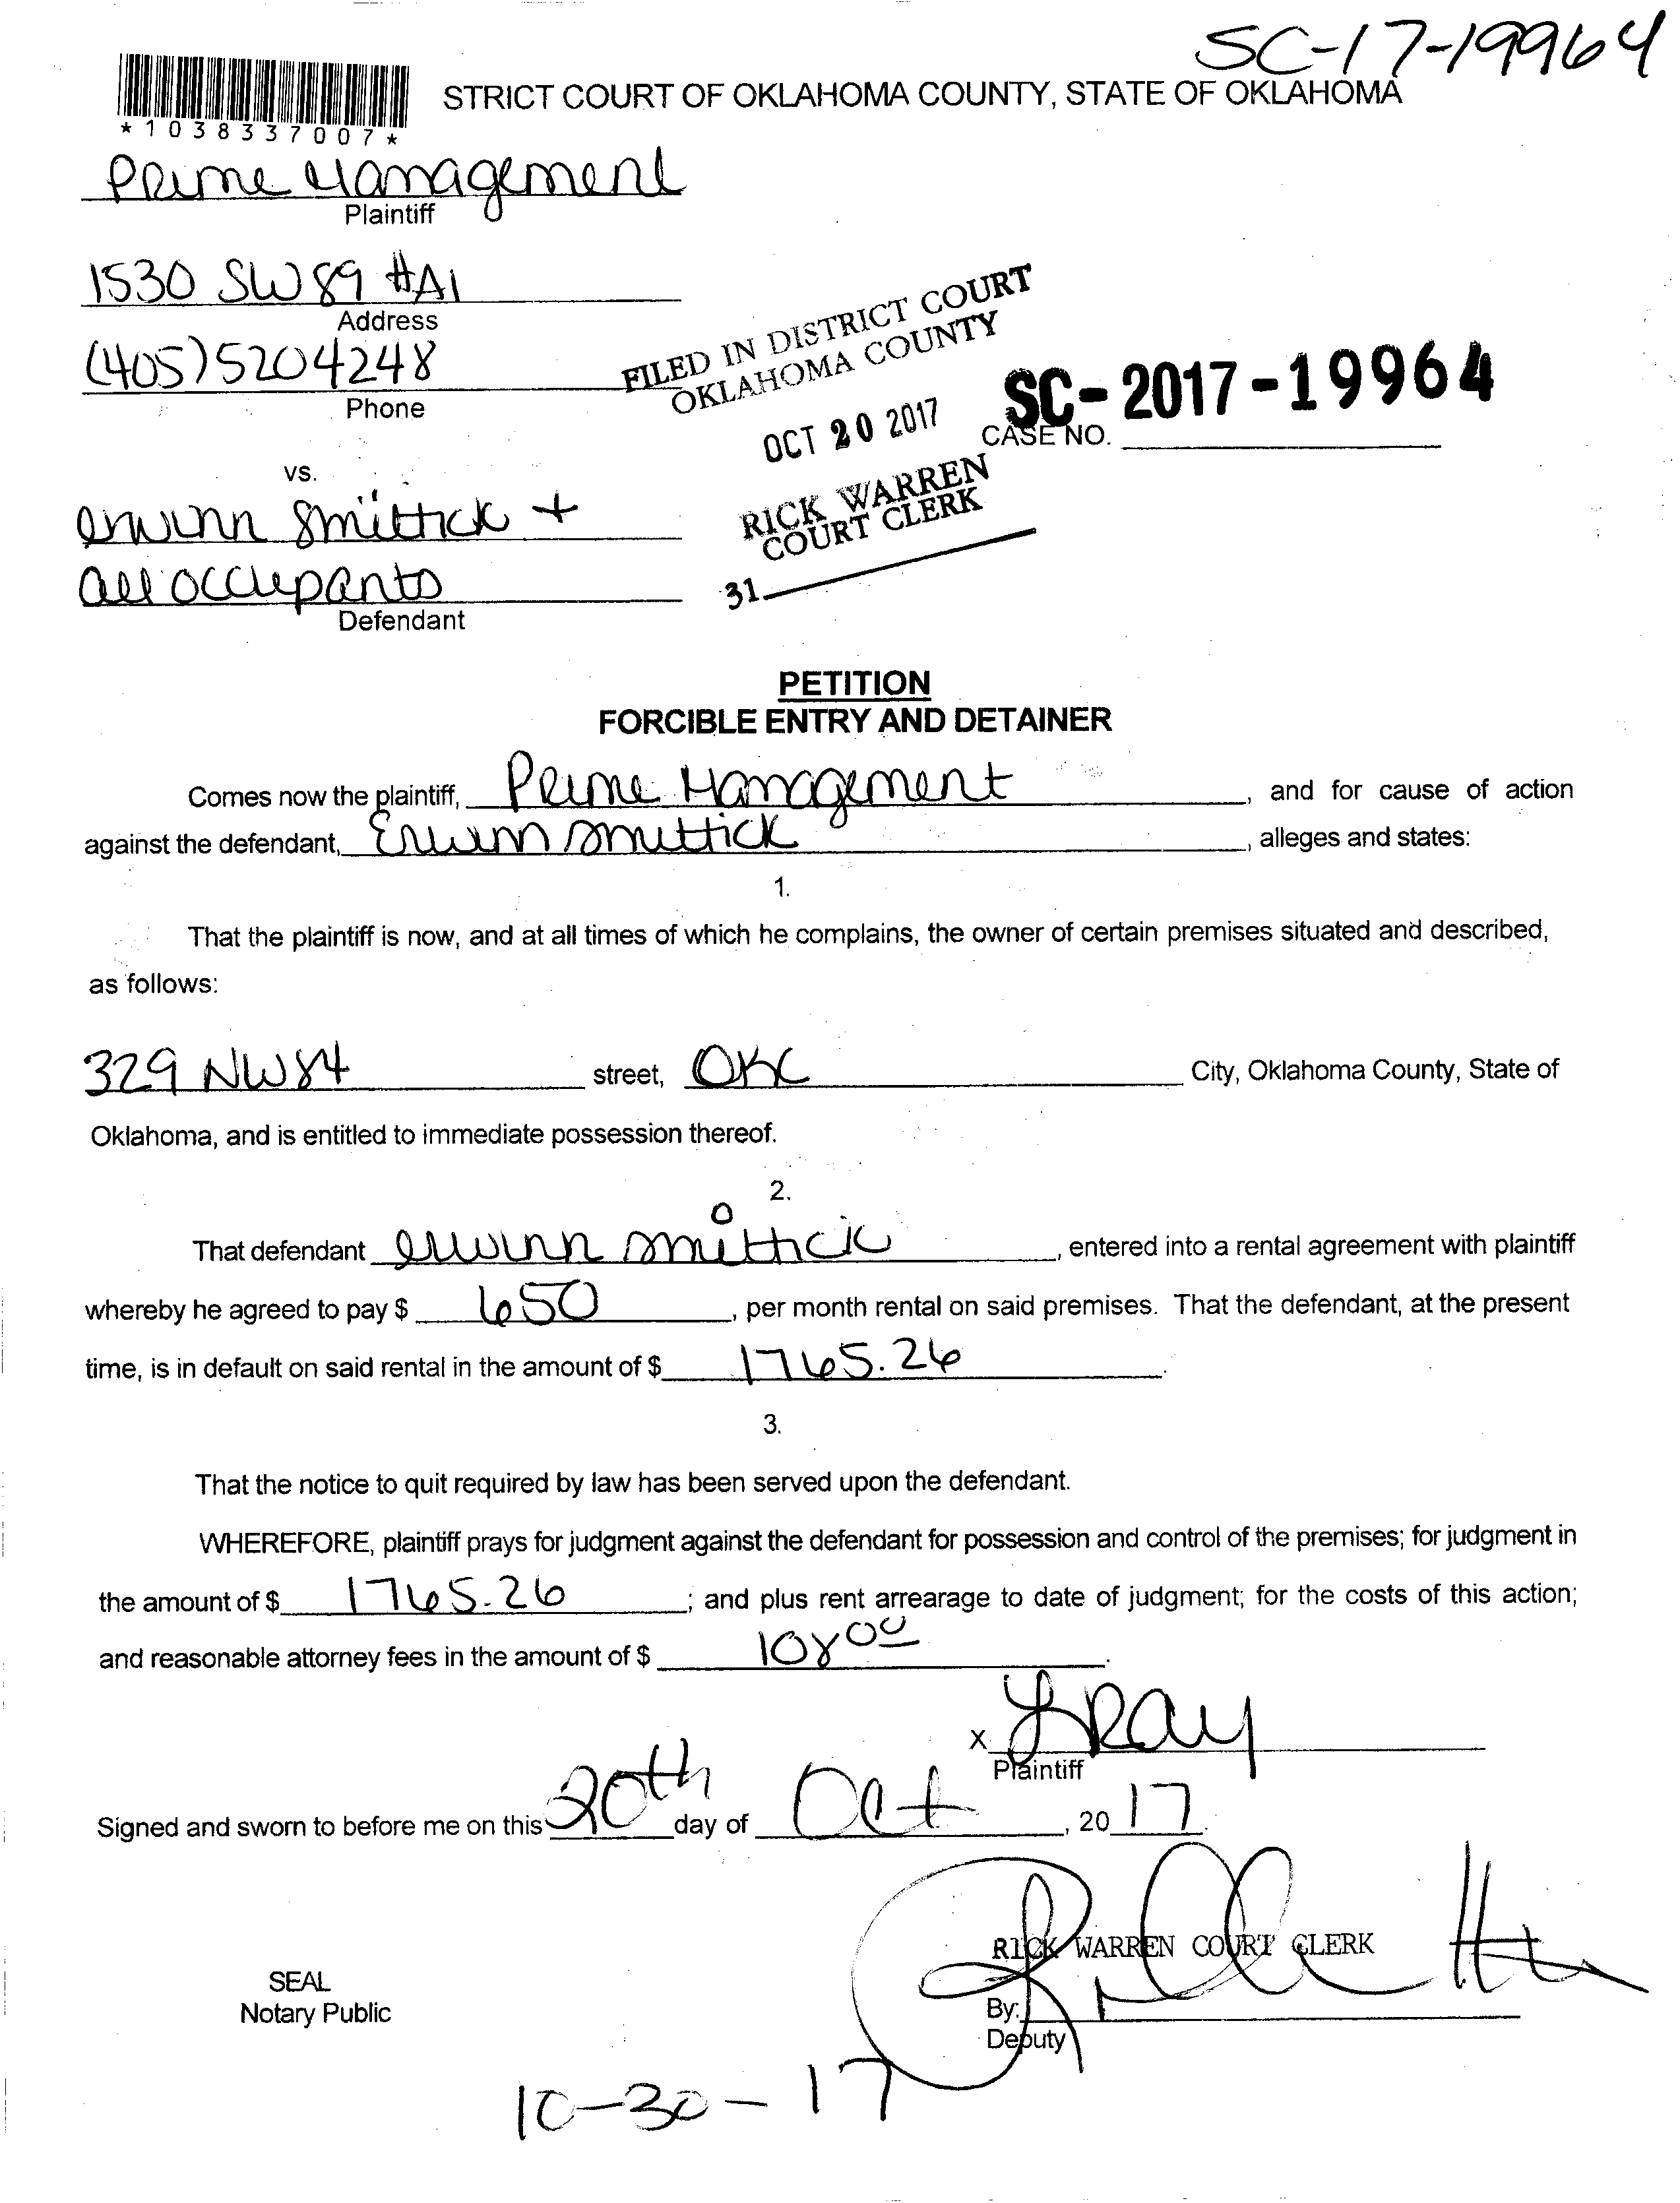 SC-17-19964
STRICT COURT OF OKLAHOMA COUNTY, STATE OF OKLAHOMA
*1038337007*
Prime Management
Plaintiff
1530 SW 89 #A1
Address
(405)5204248
Phone
FILED IN DISTRICT COURT
OKLAHOMA COUNTY
OCT 20 2017
SC-2017-19964
CASE NO.
vs.
RICK WARREN
COURT CLERK
31
erwinn Smittick +
all occupants
Defendant
PETITION
FORCIBLE ENTRY AND DETAINER
Comes now the plaintiff, Prime Management, and for cause of action
against the defendant, Erwinn Smittick, alleges and states:
1.
That the plaintiff is now, and at all times of which he complains, the owner of certain premises situated and described,
as follows:
329 NW 84 street, OKC City, Oklahoma County, State of
Oklahoma, and is entitled to immediate possession thereof.
2.
That defendant erwinn smittick, entered into a rental agreement with plaintiff
whereby he agreed to pay $ 650, per month rental on said premises. That the defendant, at the present
time, is in default on said rental in the amount of $ 1765.26.
3.
That the notice to quit required by law has been served upon the defendant.
WHEREFORE, plaintiff prays for judgment against the defendant for possession and control of the premises; for judgment in
the amount of $ 1765.26; and plus rent arrearage to date of judgment; for the costs of this action;
and reasonable attorney fees in the amount of $ 108 00.
x LRay
Plaintiff
Signed and sworn to before me on this 20th day of Oct, 20 17.
RICK WARREN COURT CLERK
SEAL
Notary Public
By:
Deputy
10-30-17